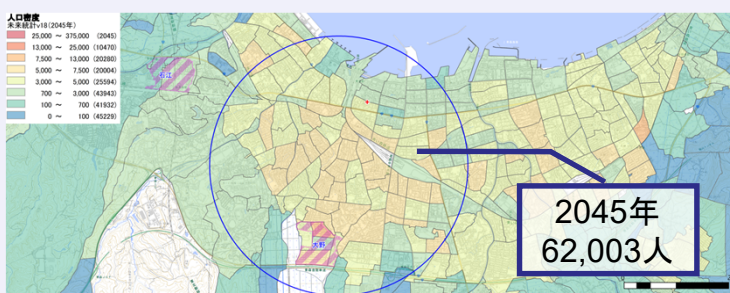 人口密度
未来統計v18(2045年)
25,000 ～ 375,000 (2045)
13,000 ～ 25,000 (10470)
7,500 ～ 13,000 (20280)
5,000 ～ 7,500 (20004)
3,000 ～ 5,000 (25594)
700 ～ 3,000 (43943)
100 ～ 700 (41932)
0 ～ 100 (45229)
石江
大野
2045年
62,003人